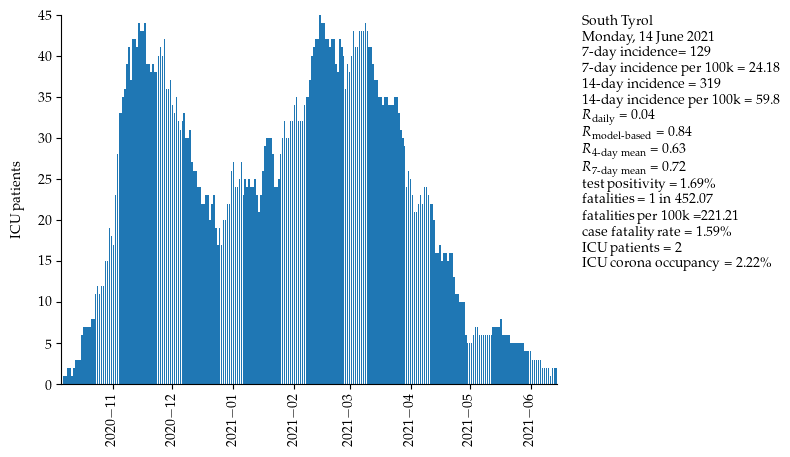 45
40
35
30
25
20
15
10
5
0
ICU patients
2020−11
2020−12
2021−01
2021−02
2021−03
2021−04
2021−05
2021−06
South Tyrol
Monday, 14 June 2021
7-day incidence= 129
7-day incidence per 100k = 24.18
14-day incidence = 319
14-day incidence per 100k = 59.8
R daily = 0.04
R model-based = 0.84
R 4-day mean = 0.63
R 7-day mean = 0.72
test positivity = 1.69%
fatalities = 1 in 452.07
fatalities per 100k =221.21
case fatality rate = 1.59%
ICU patients = 2
ICU corona occupancy = 2.22%